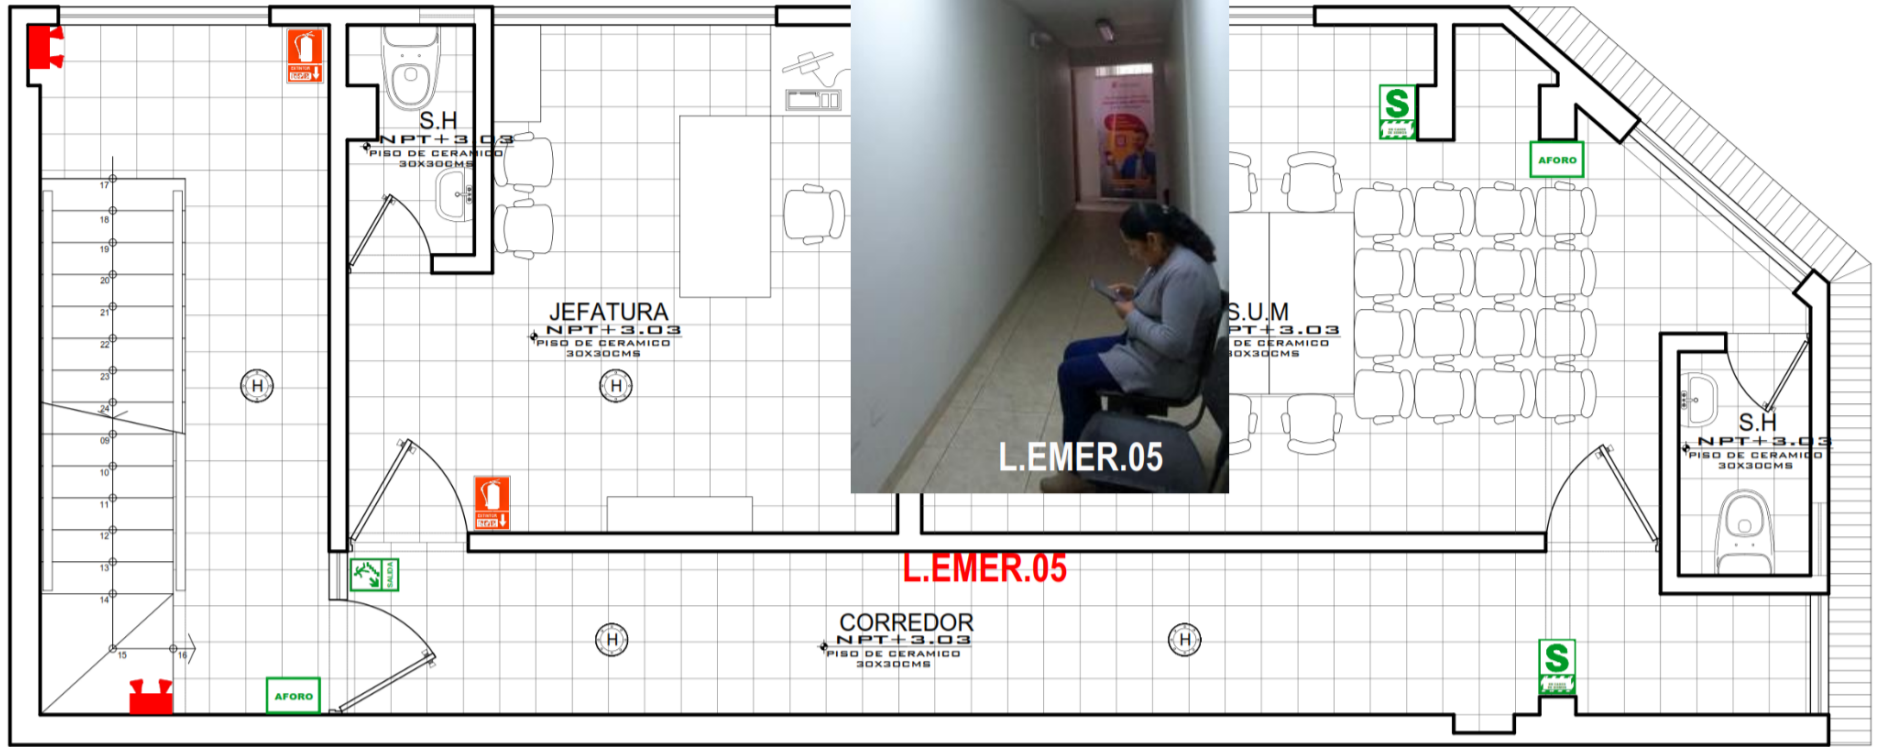 S.H
NPT+3.03
PISO DE CERAMICO
30X30CMS
S
AFORO
17
18
19
20
21
22
23
24
09
10
11
12
13
14
15
16
JEFATURA
NPT+3.03
PISO DE CERAMICO
30X30CMS
H
H
S.U.M
PT+3.03
DE CERAMICO
30X30CMS
L.EMER.05
S.H
NPT+3.03
PISO DE CERAMICO
30X30CMS
SALIDA
L.EMER.05
CORREDOR
NPT+3.03
PISO DE CERAMICO
30X30CMS
H
H
S
AFORO